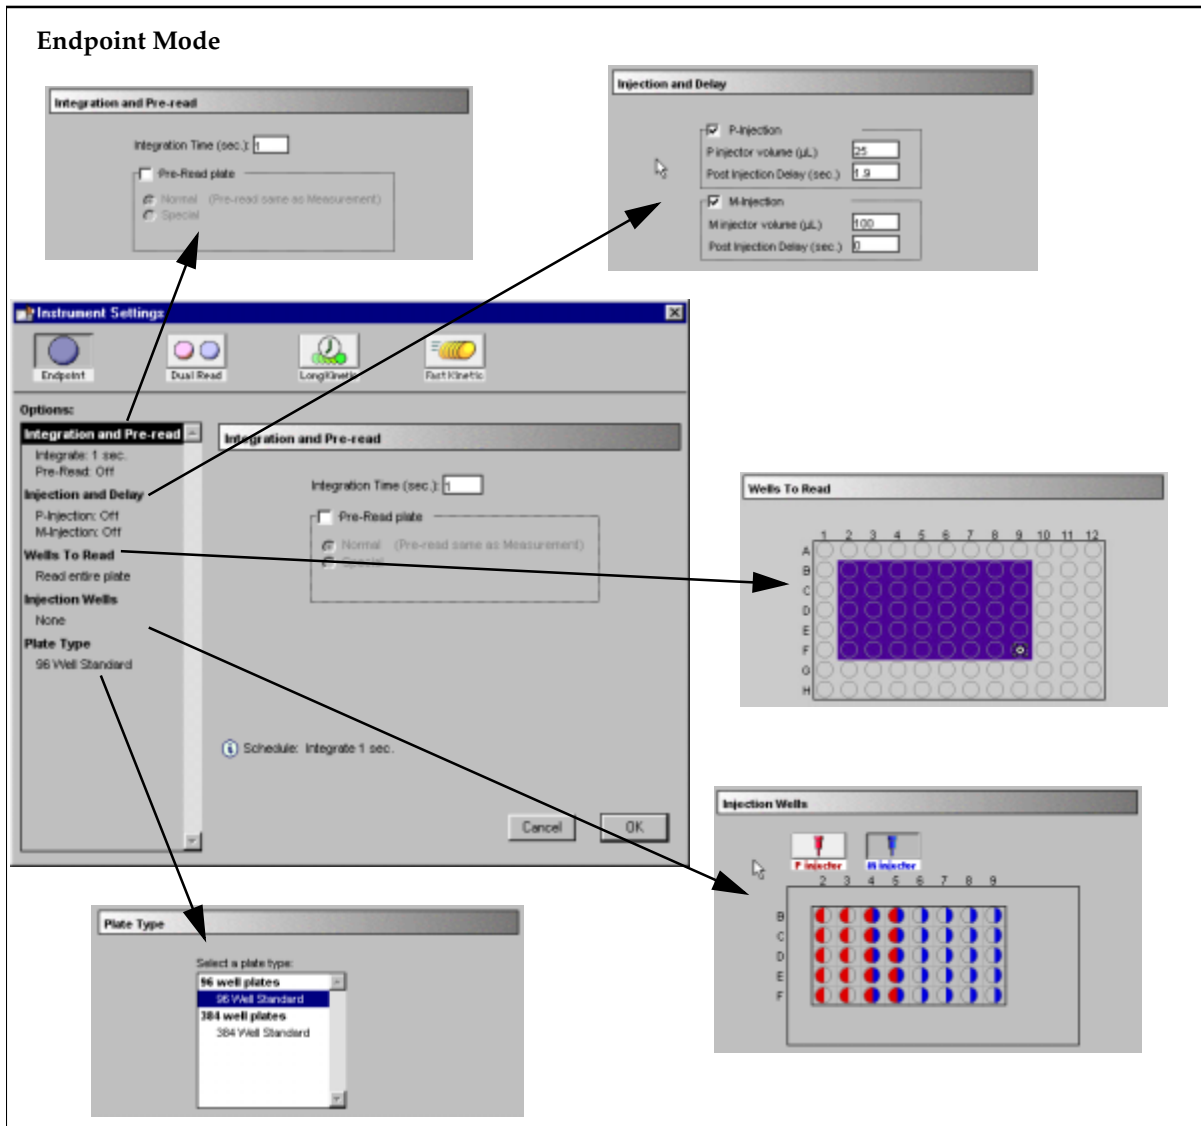 Endpoint Mode
Integration and Pre-read
Integration Time (sec.): 1
Pre-Read plate
Normal (Pre-read same as Measurement)
Special
Injection and Delay
P-Injection
P injector volume (µL) 25
Post Injection Delay (sec.) 1.9
M-Injection
M injector volume (µL) 100
Post Injection Delay (sec.) 0
Instrument Settings
Endpoint Dual Read Long Kinetic Fast Kinetic
Options:
Integration and Pre-read
Integrate: 1 sec.
Pre-Read: Off
Injection and Delay
P-Injection: Off
M-Injection: Off
Wells To Read
Read entire plate
Injection Wells
None
Plate Type
96 Well Standard
Integration and Pre-read
Integration Time (sec.): 1
Pre-Read plate
Normal (Pre-read same as Measurement)
Special
Schedule: Integrate 1 sec.
Cancel OK
Wells To Read
1 2 3 4 5 6 7 8 9 10 11 12
A
B
C
D
E
F
G
H
Injection Wells
P injector M injector
2 3 4 5 6 7 8 9
B
C
D
E
F
Plate Type
Select a plate type:
96 well plates
96 Well Standard
384 well plates
384 Well Standard